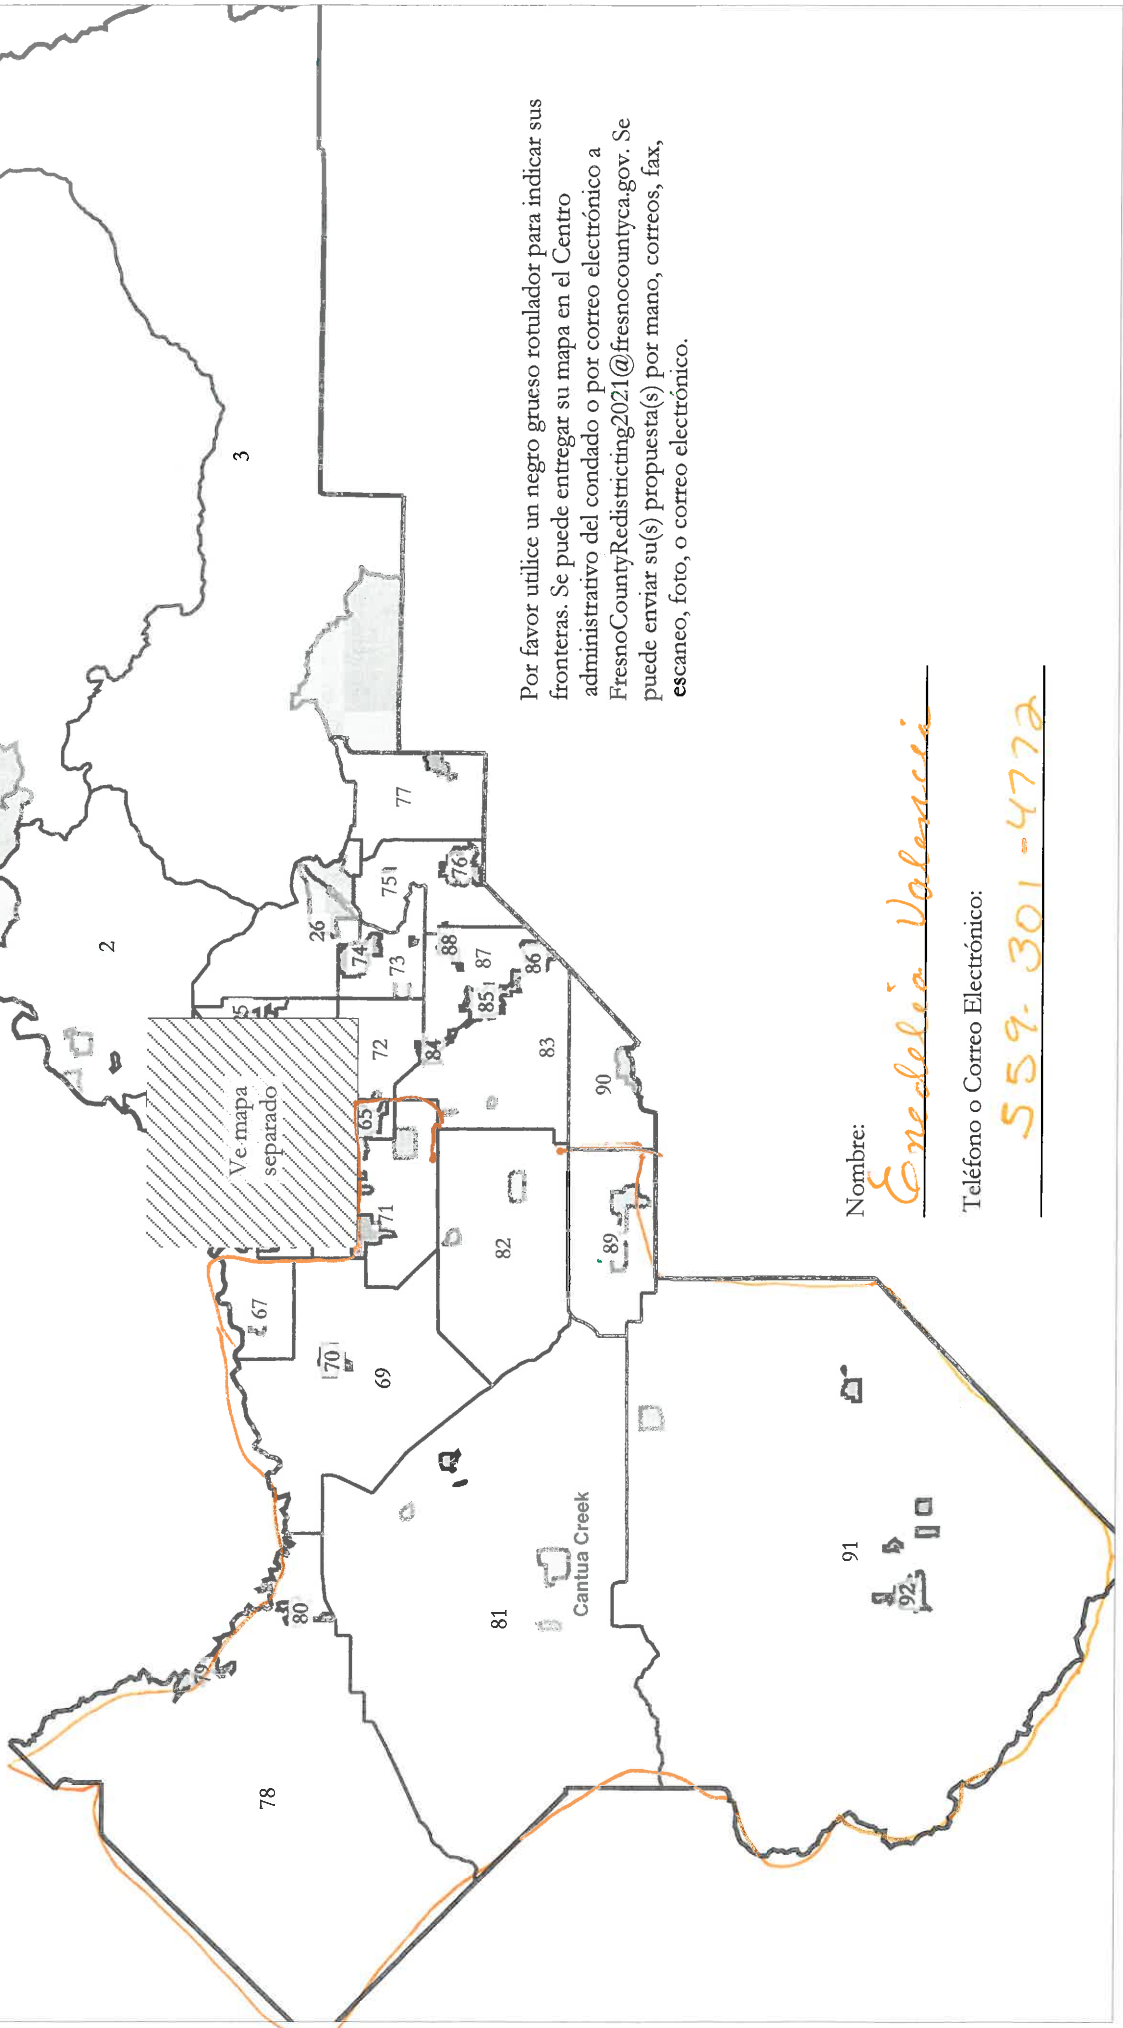 3
2
Ve mapa
separado
77
26
75
76
74
73
88
87
86
85
72
84
83
65
90
71
82
89
67
70
69
80
79
81
Cantua Creek
78
91
92
Por favor utilice un negro grueso rotulador para indicar sus
fronteras. Se puede entregar su mapa en el Centro
administrativo del condado o por correo electrónico a
FresnoCountyRedistricting2021@fresnocountyca.gov. Se
puede enviar su(s) propuesta(s) por mano, correos, fax,
escaneo, foto, o correo electrónico.
Nombre:
Enedelia Valencia
Teléfono o Correo Electrónico:
559-301-4772